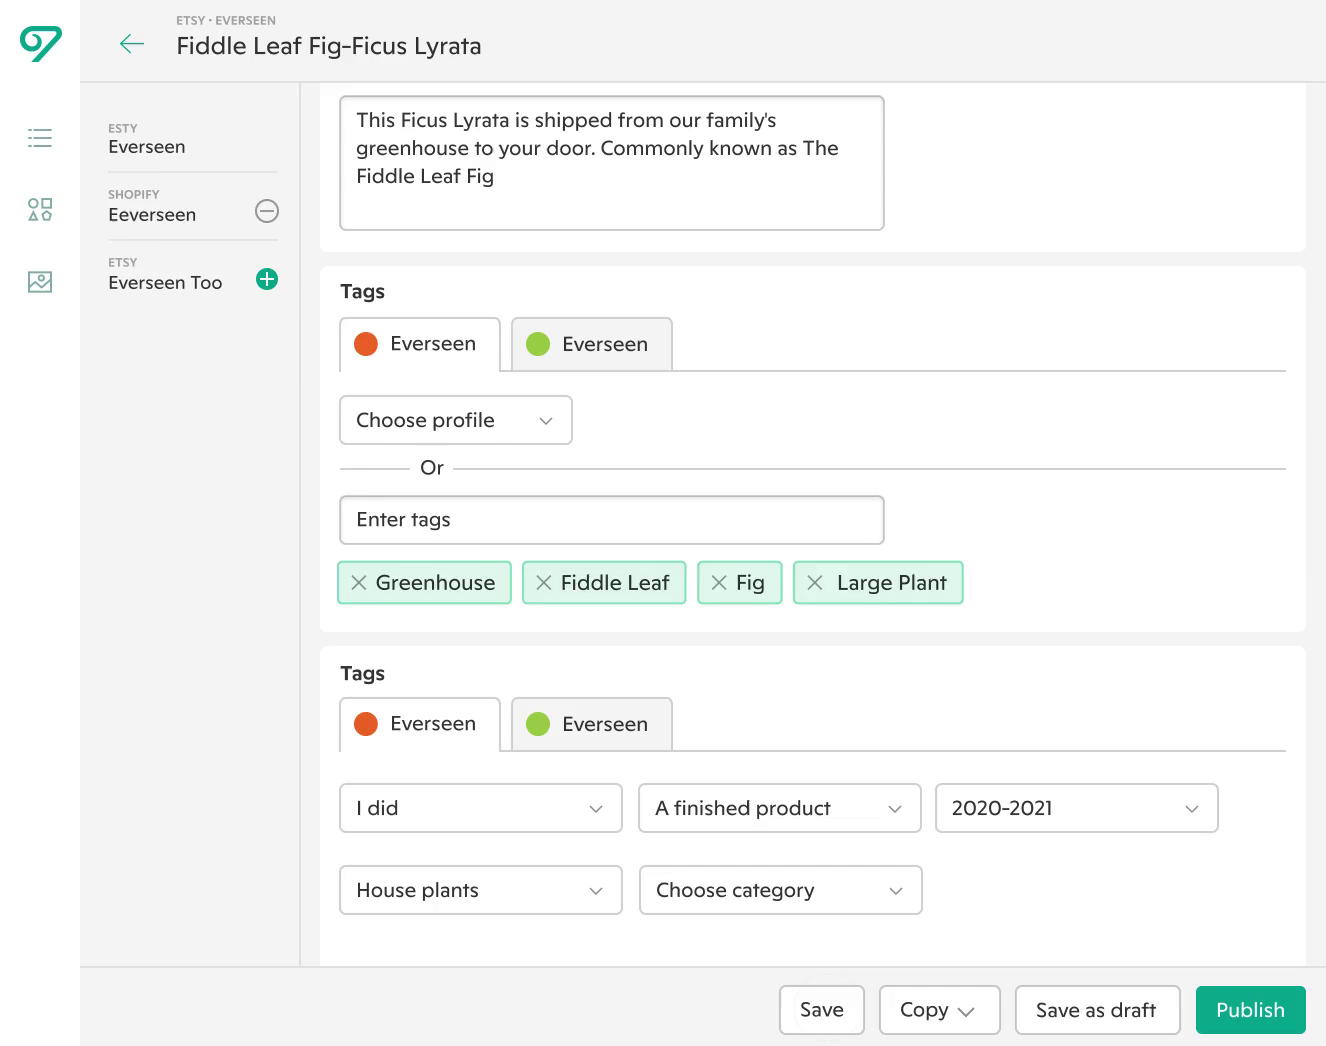 ETSY • EVERSEEN
Fiddle Leaf Fig-Ficus Lyrata
ESTY
Everseen
SHOPIFY
Eeverseen
ETSY
Everseen Too
This Ficus Lyrata is shipped from our family's
greenhouse to your door. Commonly known as The
Fiddle Leaf Fig
Tags
Everseen
Everseen
Choose profile
Or
Enter tags
Greenhouse
Fiddle Leaf
Fig
Large Plant
Tags
Everseen
Everseen
I did
A finished product
2020-2021
House plants
Choose category
Save
Copy
Save as draft
Publish